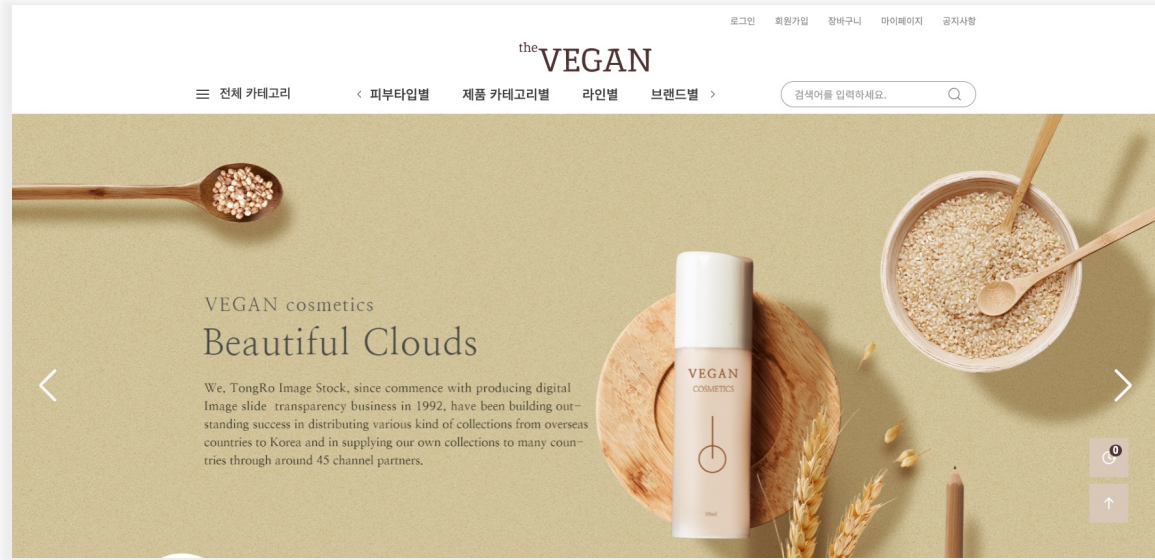 로그인 회원가입 장바구니 마이페이지 공지사항
the VEGAN
전체 카테고리
피부타입별 제품 카테고리별 라인별 브랜드별
검색어를 입력하세요.
VEGAN cosmetics
Beautiful Clouds
We, TongRo Image Stock, since commence with producing digital
Image slide transparency business in 1992, have been building out-
standing success in distributing various kind of collections from overseas
countries to Korea and in supplying our own collections to many coun-
tries through around 45 channel partners.
VEGAN
COSMETICS
0